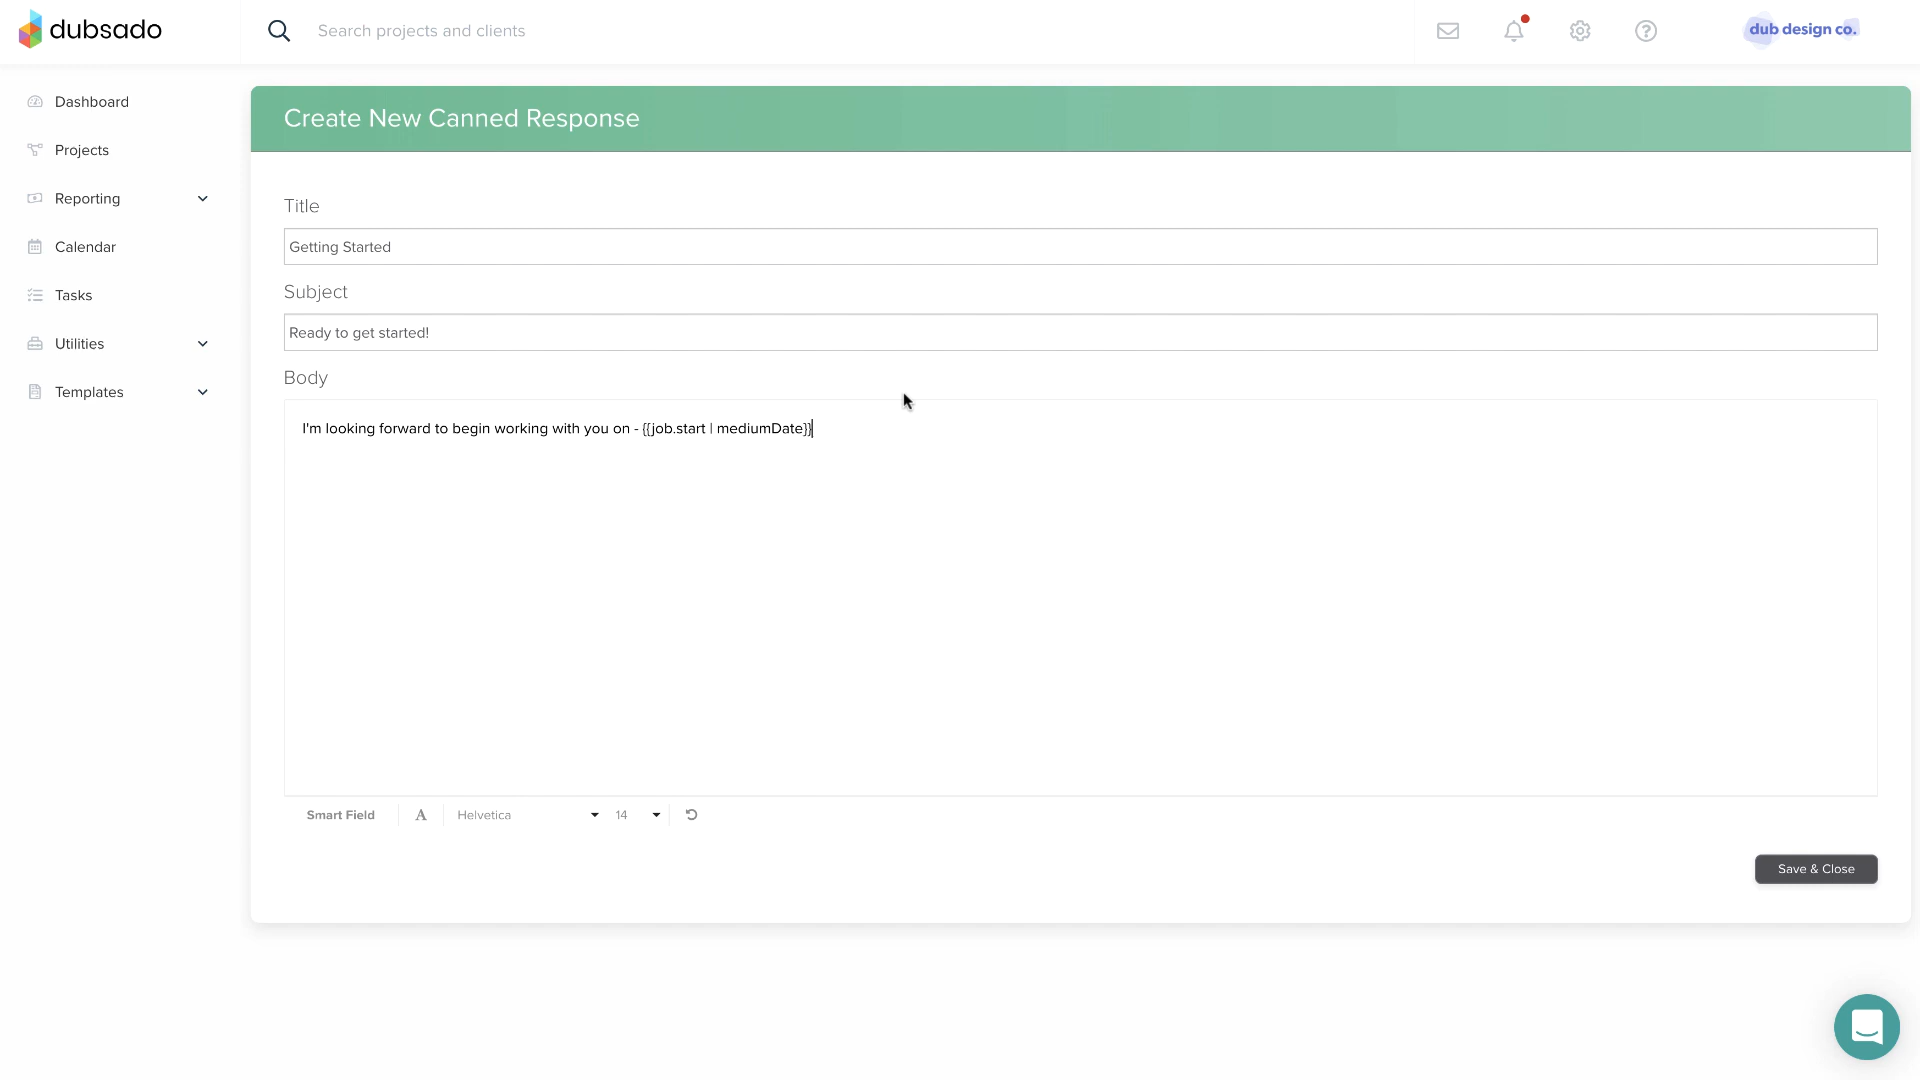 dubsado
Search projects and clients
dub design co.
Dashboard
Projects
Reporting
Calendar
Tasks
Utilities
Templates
Create New Canned Response
Title
Getting Started
Subject
Ready to get started!
Body
I'm looking forward to begin working with you on - {{job.start | mediumDate}}
Smart Field
A
Helvetica
14
Save & Close